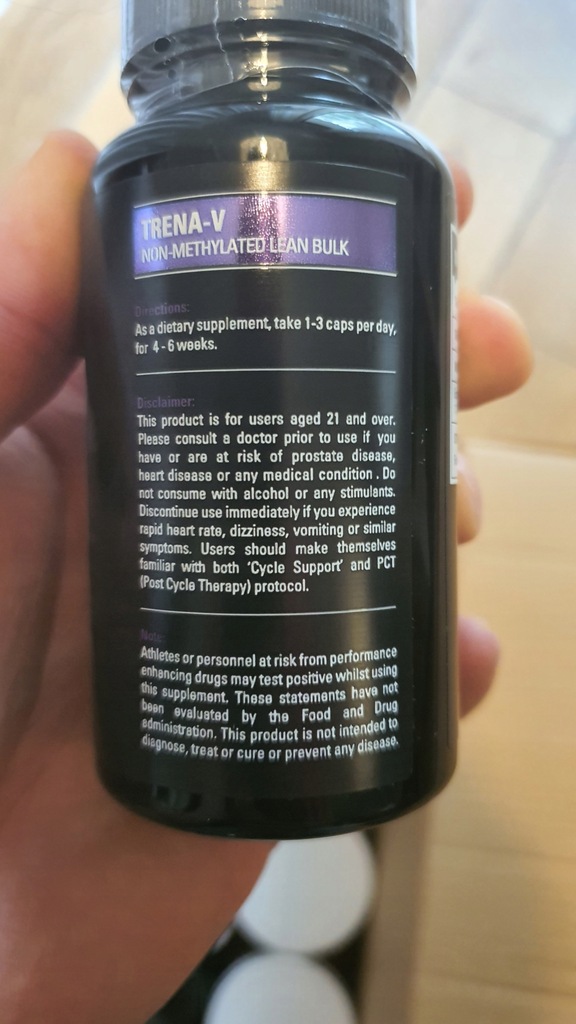 TRENA-V
NON-METHYLATED LEAN BULK
Directions:
As a dietary supplement, take 1-3 caps per day,
for 4 - 6 weeks.
Disclaimer:
This product is for users aged 21 and over.
Please consult a doctor prior to use if you
have or are at risk of prostate disease,
heart disease or any medical condition . Do
not consume with alcohol or any stimulants.
Discontinue use immediately if you experience
rapid heart rate, dizziness, vomiting or similar
symptoms. Users should make themselves
familiar with both 'Cycle Support' and PCT
(Post Cycle Therapy) protocol.
Note:
Athletes or personnel at risk from performance
enhancing drugs may test positive whilst using
this supplement. These statements have not
been evaluated by the Food and Drug
administration. This product is not intended to
diagnose, treat or cure or prevent any disease.